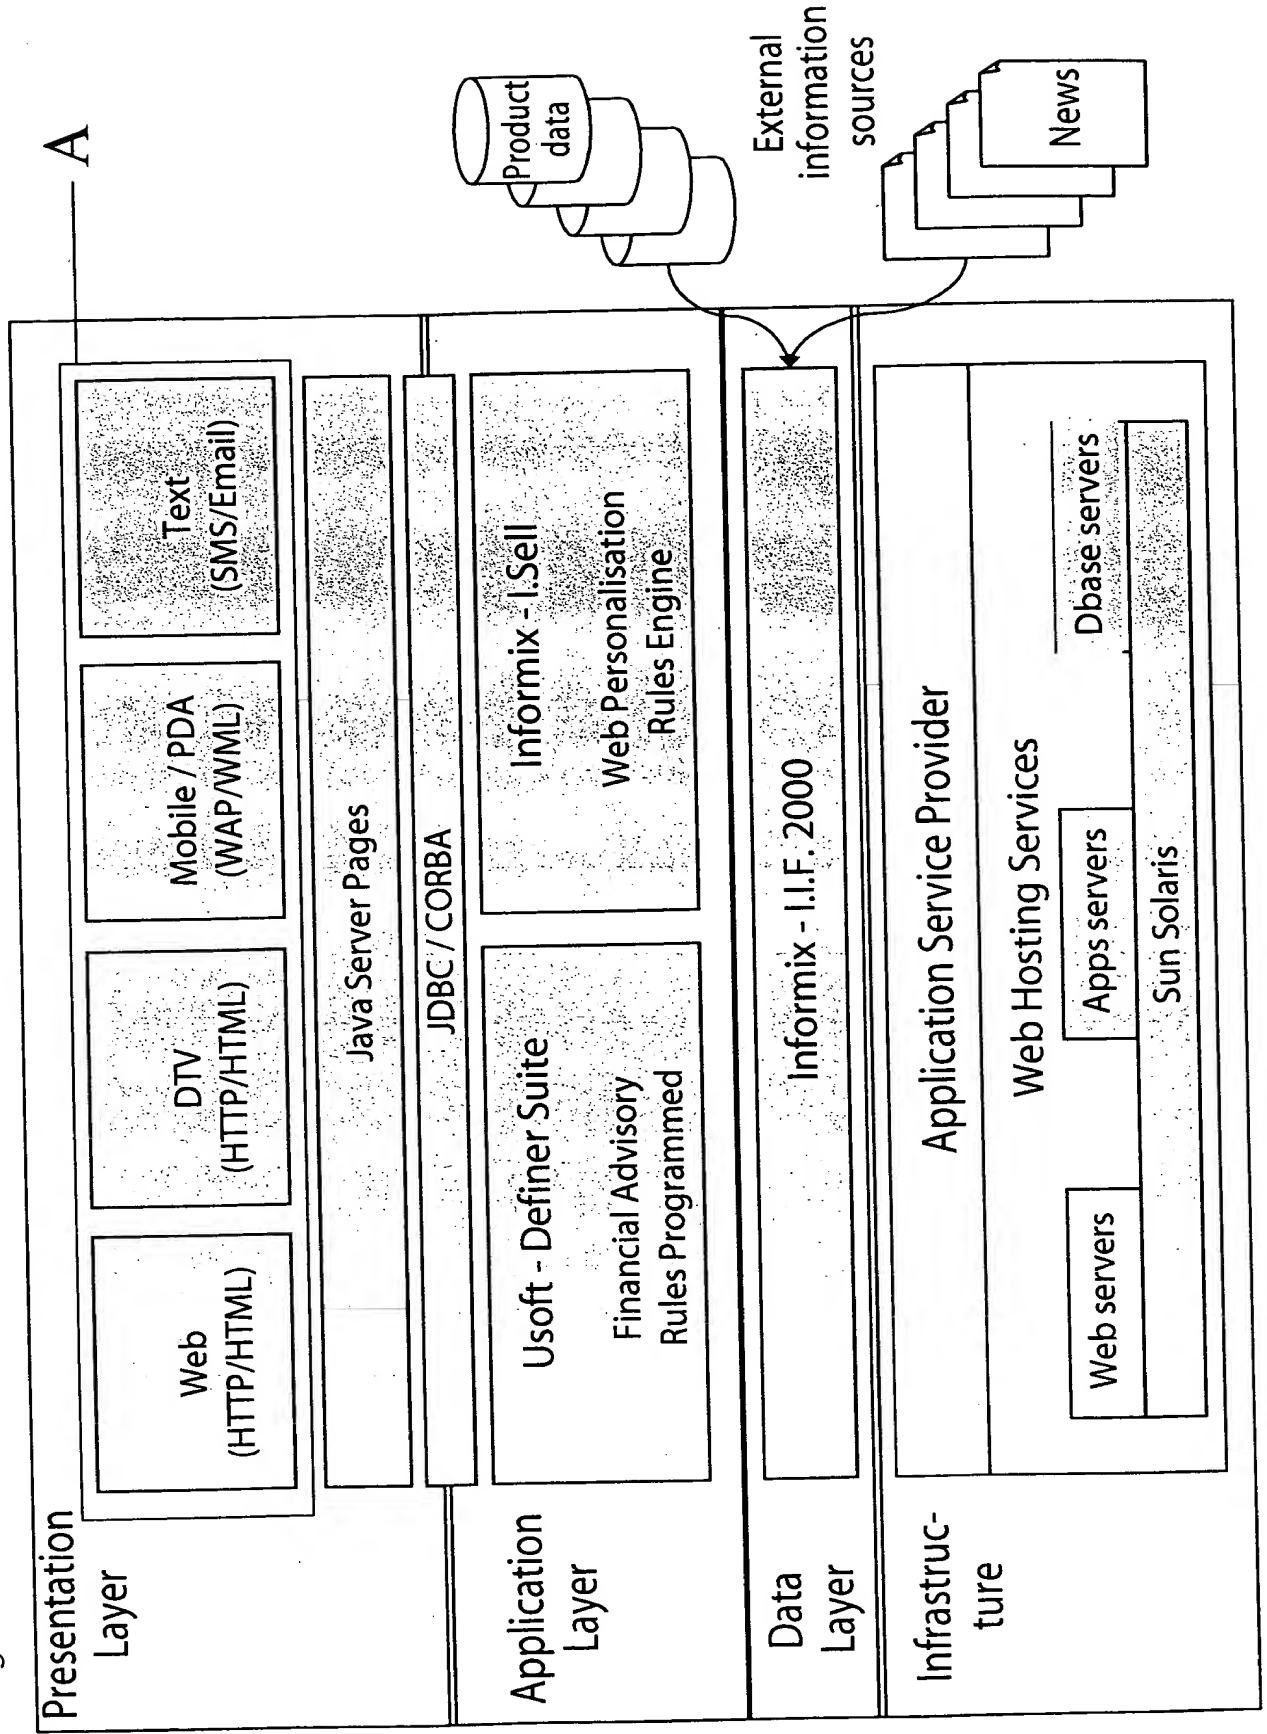 A
Presentation
Layer
Web
(HTTP/HTML)
DTV
(HTTP/HTML)
Mobile / PDA
(WAP/WML)
Text
(SMS/Email)
Java Server Pages
JDBC / CORBA
Application
Layer
Usoft - Definer Suite
Financial Advisory
Rules Programmed
Informix - I.Sell
Web Personalisation
Rules Engine
Product
data
Data
Layer
Informix - I.I.F. 2000
External
information
sources
News
Infrastruc-
ture
Application Service Provider
Web Hosting Services
Web servers
Apps servers
Dbase servers
Sun Solaris